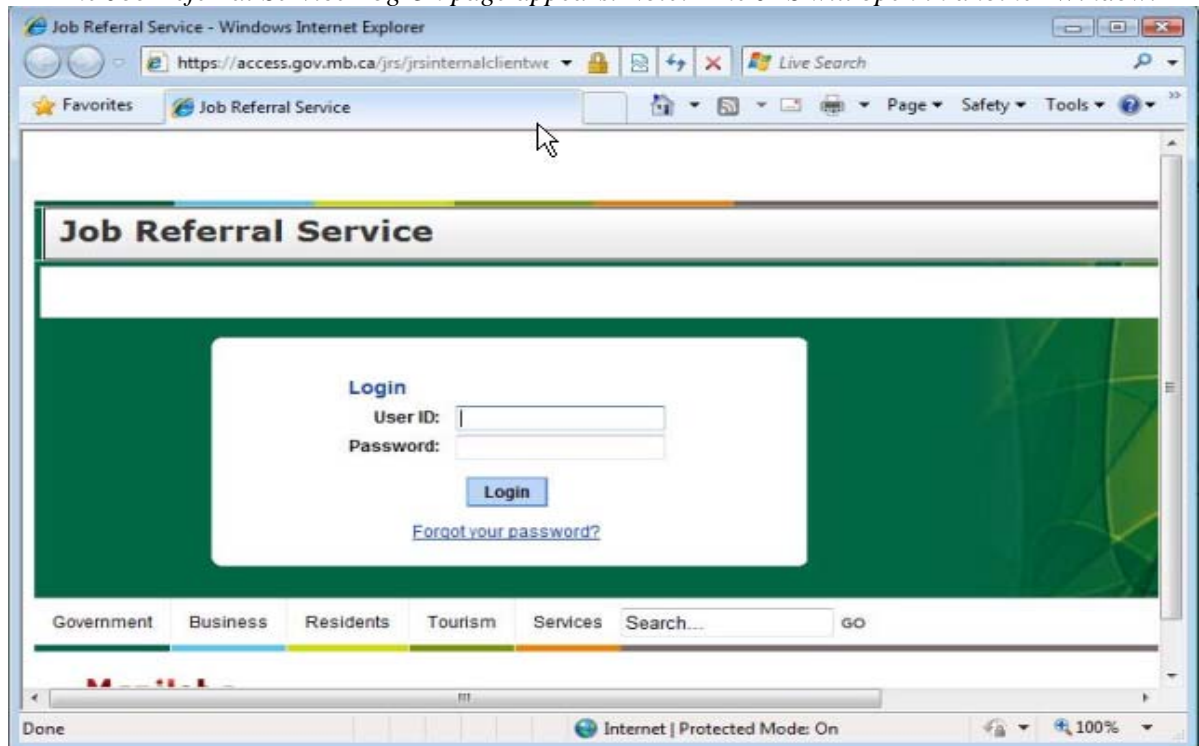 Job Referral Service - Windows Internet Explorer
https://access.gov.mb.ca/jrs/jrsinternalclientwe
Live Search
Favorites Job Referral Service Page Safety Tools
Job Referral Service
Login
User ID:
Password:
Login
Forgot your password?
Government Business Residents Tourism Services Search... GO
Done Internet | Protected Mode: On 100%